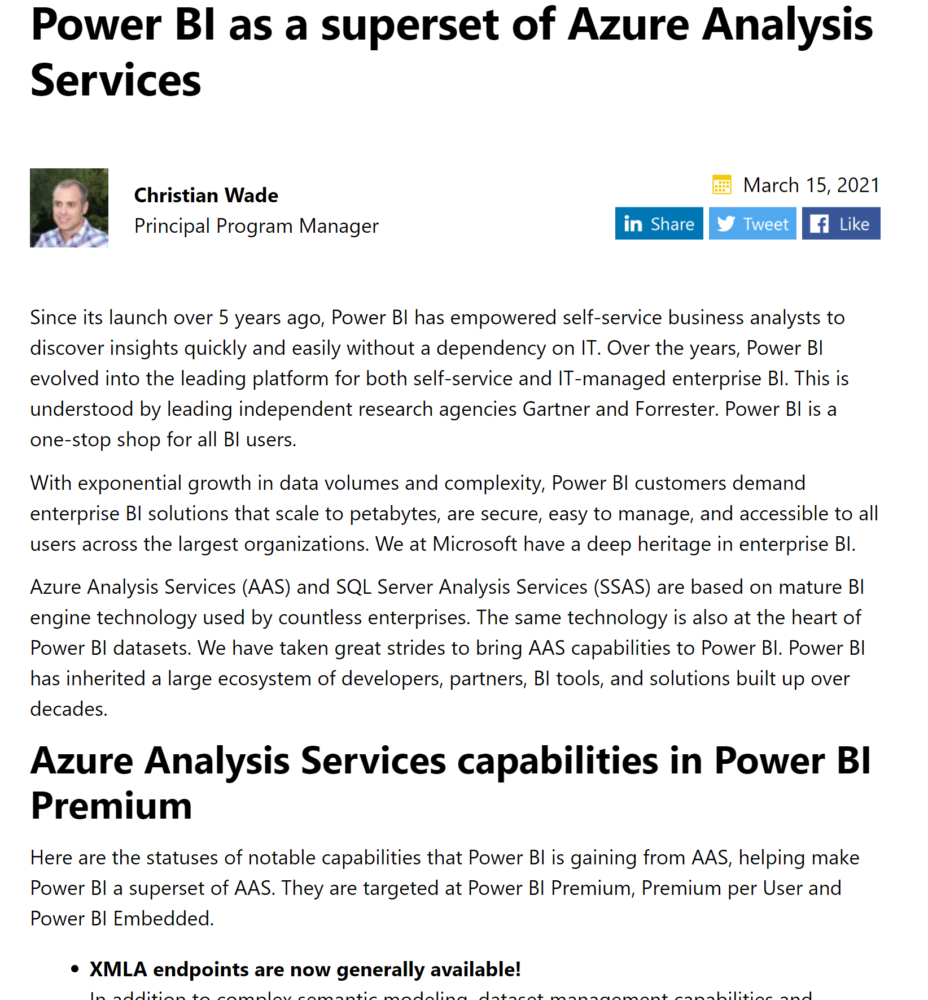 Power BI as a superset of Azure Analysis
Services
Christian Wade
Principal Program Manager
March 15, 2021
in Share
Tweet
f Like
Since its launch over 5 years ago, Power BI has empowered self-service business analysts to
discover insights quickly and easily without a dependency on IT. Over the years, Power BI
evolved into the leading platform for both self-service and IT-managed enterprise BI. This is
understood by leading independent research agencies Gartner and Forrester. Power BI is a
one-stop shop for all BI users.
With exponential growth in data volumes and complexity, Power BI customers demand
enterprise BI solutions that scale to petabytes, are secure, easy to manage, and accessible to all
users across the largest organizations. We at Microsoft have a deep heritage in enterprise BI.
Azure Analysis Services (AAS) and SQL Server Analysis Services (SSAS) are based on mature BI
engine technology used by countless enterprises. The same technology is also at the heart of
Power BI datasets. We have taken great strides to bring AAS capabilities to Power BI. Power BI
has inherited a large ecosystem of developers, partners, BI tools, and solutions built up over
decades.
Azure Analysis Services capabilities in Power BI
Premium
Here are the statuses of notable capabilities that Power BI is gaining from AAS, helping make
Power BI a superset of AAS. They are targeted at Power BI Premium, Premium per User and
Power BI Embedded.
• XMLA endpoints are now generally available!
In addition to complex semantic modeling, dataset management capabilities and